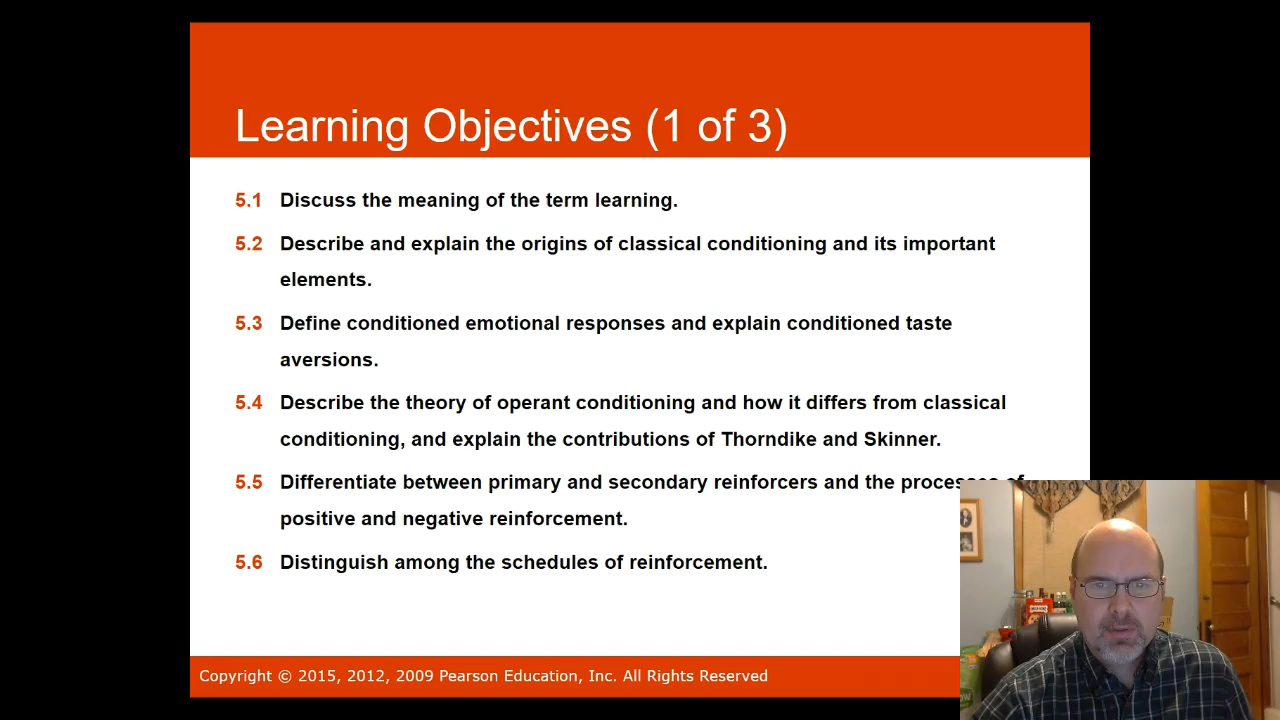 Learning Objectives (1 of 3)
5.1 Discuss the meaning of the term learning.
5.2 Describe and explain the origins of classical conditioning and its important
elements.
5.3 Define conditioned emotional responses and explain conditioned taste
aversions.
5.4 Describe the theory of operant conditioning and how it differs from classical
conditioning, and explain the contributions of Thorndike and Skinner.
5.5 Differentiate between primary and secondary reinforcers and the processes of
positive and negative reinforcement.
5.6 Distinguish among the schedules of reinforcement.
Copyright © 2015, 2012, 2009 Pearson Education, Inc. All Rights Reserved